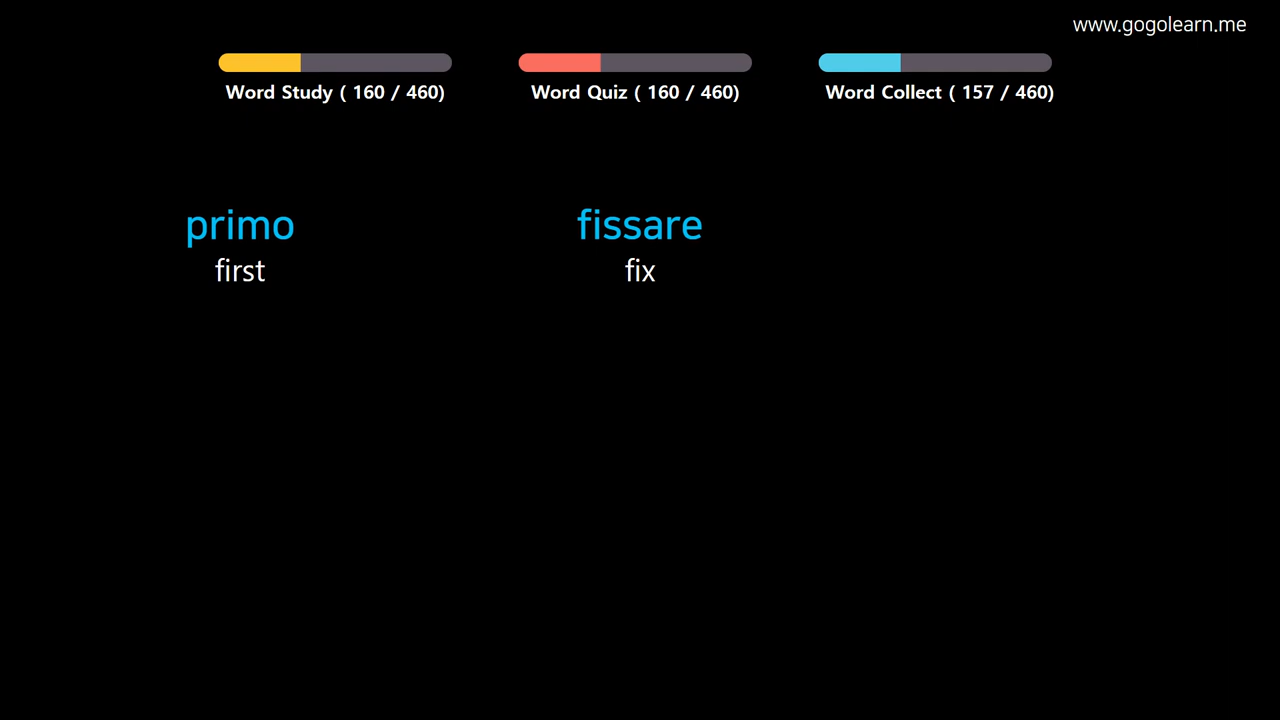 www.gogolearn.me
Word Study ( 160 / 460)
Word Quiz ( 160 / 460)
Word Collect ( 157 / 460)
primo
first
fissare
fix